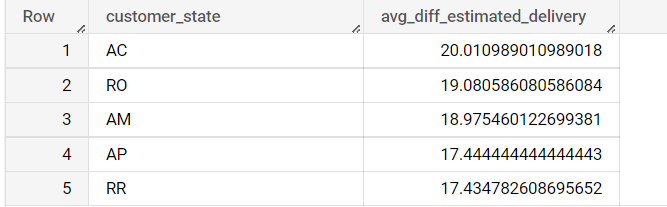 Row customer_state avg_diff_estimated_delivery
1 AC 20.010989010989018
2 RO 19.080586080586084
3 AM 18.975460122699381
4 AP 17.444444444444443
5 RR 17.434782608695652